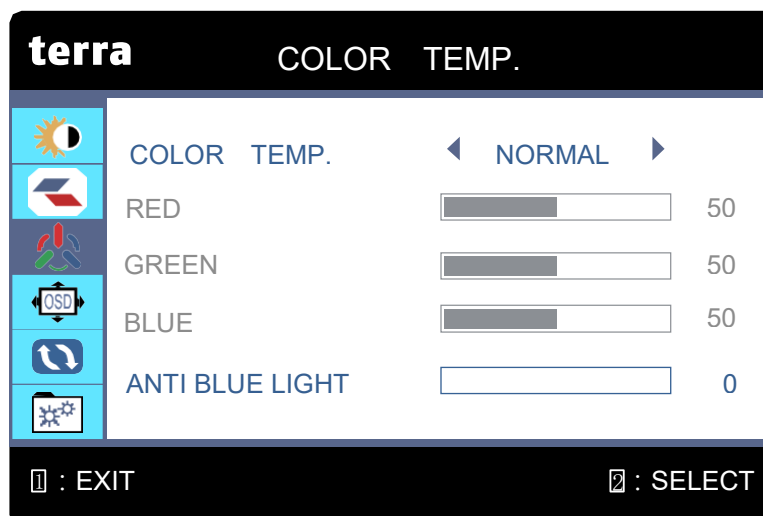 terra COLOR TEMP.
COLOR TEMP. NORMAL
RED 50
GREEN 50
OSD
BLUE 50
ANTI BLUE LIGHT 0
1 : EXIT 2 : SELECT